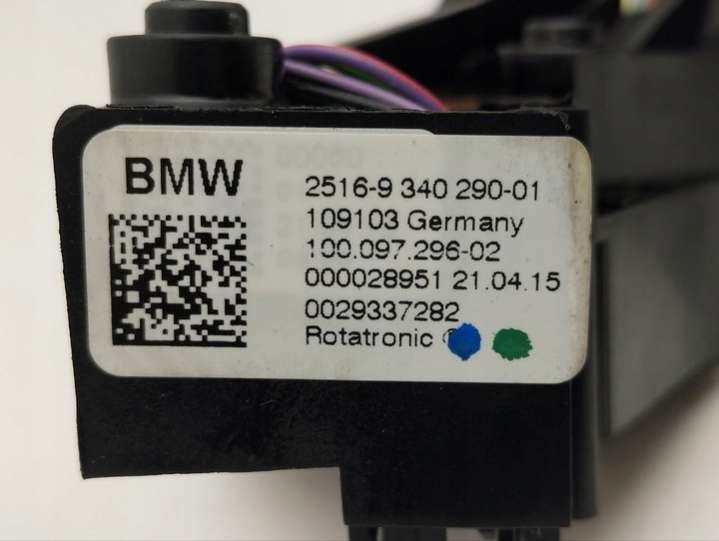 BMW
2516-9 340 290-01
109103 Germany
100.097.296-02
000028951 21.04.15
0029337282
Rotatronic